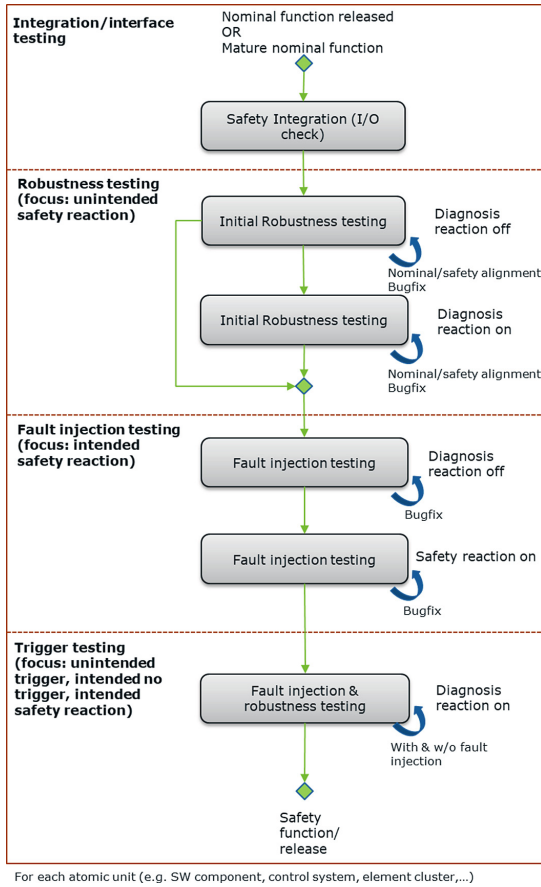 Integration/interface
testing
Nominal function released
OR
Mature nominal function
Safety Integration (I/O
check)
Robustness testing
(focus: unintended
safety reaction)
Initial Robustness testing
Diagnosis
reaction off
Nominal/safety alignment
Bugfix
Initial Robustness testing
Diagnosis
reaction on
Nominal/safety alignment
Bugfix
Fault injection testing
(focus: intended
safety reaction)
Fault injection testing
Diagnosis
reaction off
Bugfix
Fault injection testing
Safety reaction on
Bugfix
Trigger testing
(focus: unintended
trigger, intended no
trigger, intended
safety reaction)
Fault injection &
robustness testing
Diagnosis
reaction on
With & w/o fault
injection
Safety
function/
release
For each atomic unit (e.g. SW component, control system, element cluster,...)